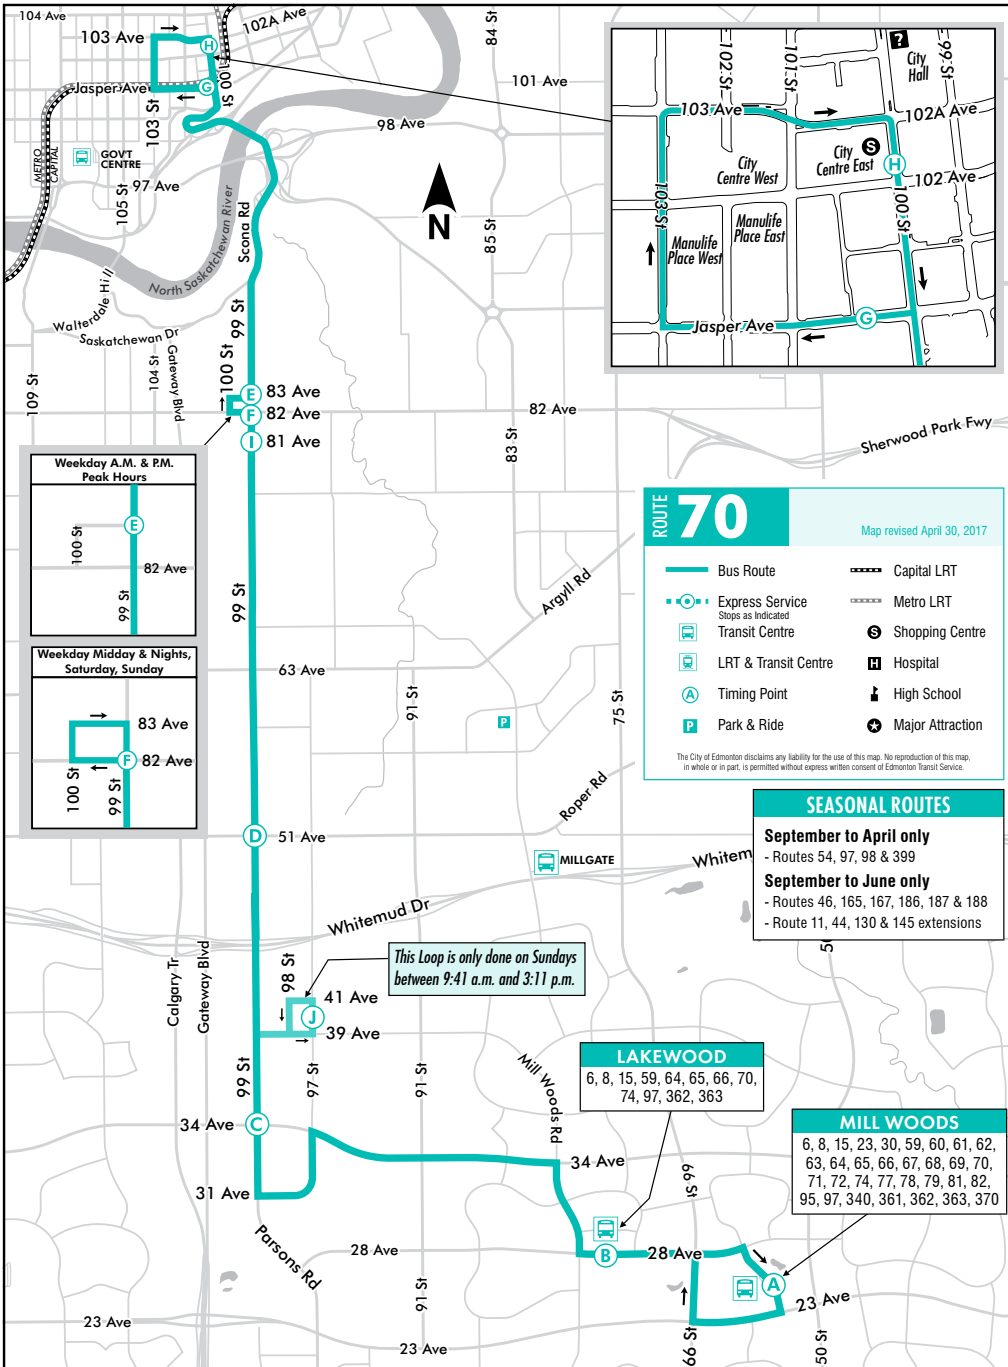 104 Ave
102A Ave
103 Ave
H
100 St
Jasper Ave
G
103 St
METRO
CAPITAL
GOV'T
CENTRE
97 Ave
105 St
98 Ave
84 St
101 Ave
85 St
N
North Saskatchewan River
Scona Rd
Walterdale Hill
Saskatchewan Dr
99 St
109 St
104 St
Gateway Blvd
100 St
E
83 Ave
F
82 Ave
I
81 Ave
82 Ave
83 St
Sherwood Park Fwy
?
City
Hall
99 St
102 St
101 St
103 Ave
102A Ave
City
Centre West
City
Centre East
S
H
102 Ave
103 St
100 St
Manulife
Place East
Manulife
Place West
Jasper Ave
G
Weekday A.M. & P.M.
Peak Hours
E
100 St
82 Ave
99 St
Weekday Midday & Nights,
Saturday, Sunday
83 Ave
F
82 Ave
100 St
99 St
ROUTE
70
Map revised April 30, 2017
Bus Route
Capital LRT
Express Service
Stops as Indicated
Metro LRT
Transit Centre
S
Shopping Centre
LRT & Transit Centre
H
Hospital
A
Timing Point
High School
P
Park & Ride
Major Attraction
The City of Edmonton disclaims any liability for the use of this map. No reproduction of this map,
in whole or in part, is permitted without express written consent of Edmonton Transit Service.
99 St
Argyll Rd
63 Ave
91 St
75 St
P
Roper Rd
D
51 Ave
MILLGATE
Whitem
Whitemud Dr
SEASONAL ROUTES
September to April only
- Routes 54, 97, 98 & 399
September to June only
- Routes 46, 165, 167, 186, 187 & 188
- Route 11, 44, 130 & 145 extensions
Calgary Tr
Gateway Blvd
This Loop is only done on Sundays
between 9:41 a.m. and 3:11 p.m.
98 St
41 Ave
J
39 Ave
97 St
91 St
99 St
34 Ave
C
31 Ave
Parsons Rd
Mill Woods Rd
34 Ave
LAKEWOOD
6, 8, 15, 59, 64, 65, 66, 70,
74, 97, 362, 363
MILL WOODS
6, 8, 15, 23, 30, 59, 60, 61, 62,
63, 64, 65, 66, 67, 68, 69, 70,
71, 72, 74, 77, 78, 79, 81, 82,
95, 97, 340, 361, 362, 363, 370
66 St
28 Ave
B
28 Ave
A
91 St
23 Ave
23 Ave
23 Ave
66 St
50 St